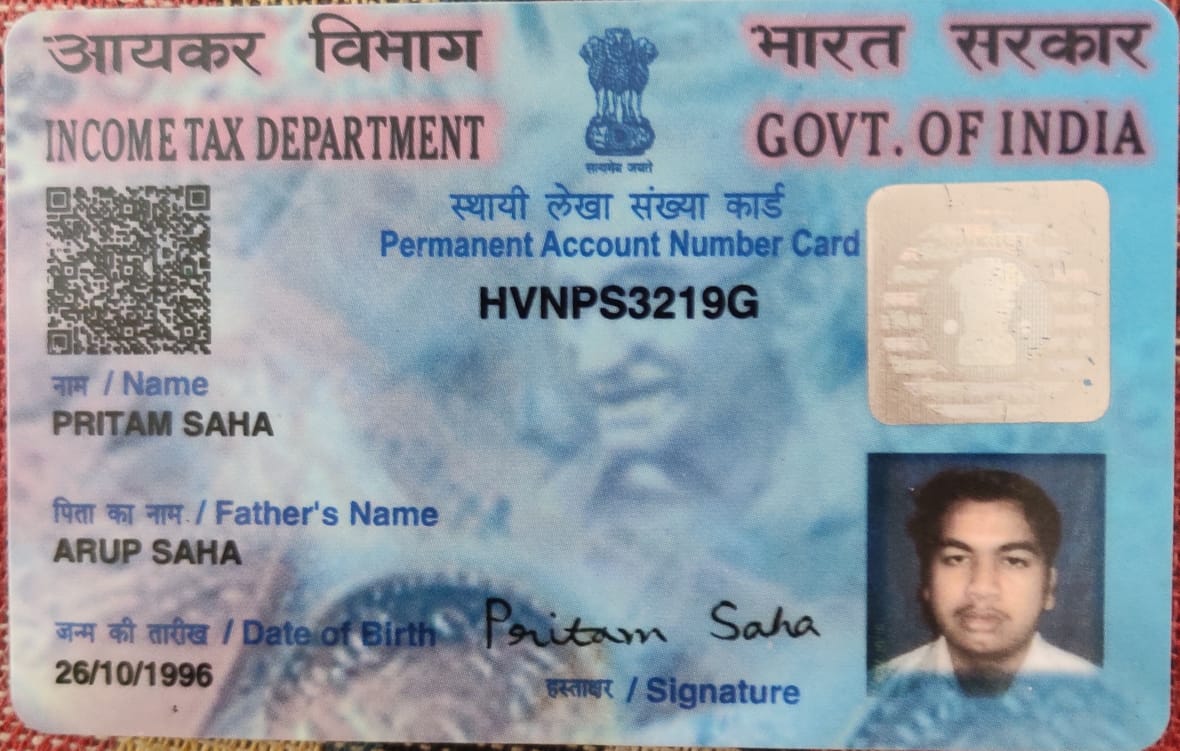 आयकर विभाग
भारत सरकार
INCOME TAX DEPARTMENT
GOVT. OF INDIA
सत्यमेव जयते
स्थायी लेखा संख्या कार्ड
Permanent Account Number Card
HVNPS3219G
नाम / Name
PRITAM SAHA
पिता का नाम / Father's Name
ARUP SAHA
जन्म की तारीख / Date of Birth
26/10/1996
Pritam Saha
हस्ताक्षर / Signature